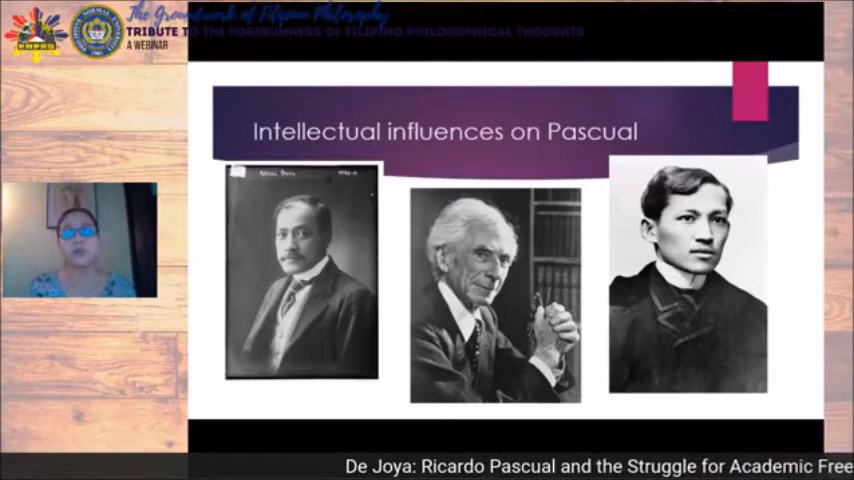 The Groundwork of Filipino Philosophy
TRIBUTE TO THE FORERUNNERS OF FILIPINO PHILOSOPHICAL THOUGHTS
A WEBINAR
PNPRS
Intellectual influences on Pascual
De Joya: Ricardo Pascual and the Struggle for Academic Free